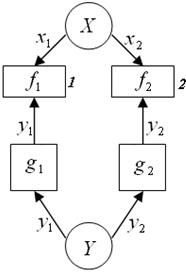 X
x₁ x₂
f₁ 1 f₂ 2
y₁ y₂
g₁ g₂
y₁ y₂
Y